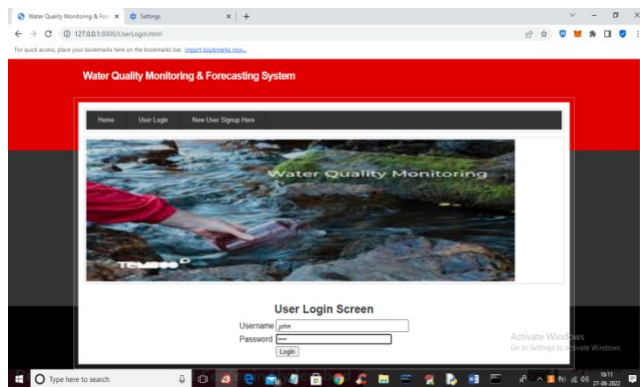 Water Quality Monitoring & Fore
Settings
127.0.0.1:8000/UserLogin.html
For quick access, place your bookmarks here on the bookmarks bar. Import bookmarks now...
Water Quality Monitoring & Forecasting System
Home User Login New User Signup Here
Water Quality Monitoring
User Login Screen
Username john
Password ••••
Login
Activate Windows
Go to Settings to activate Windows.
Type here to search
16:11
27-06-2022